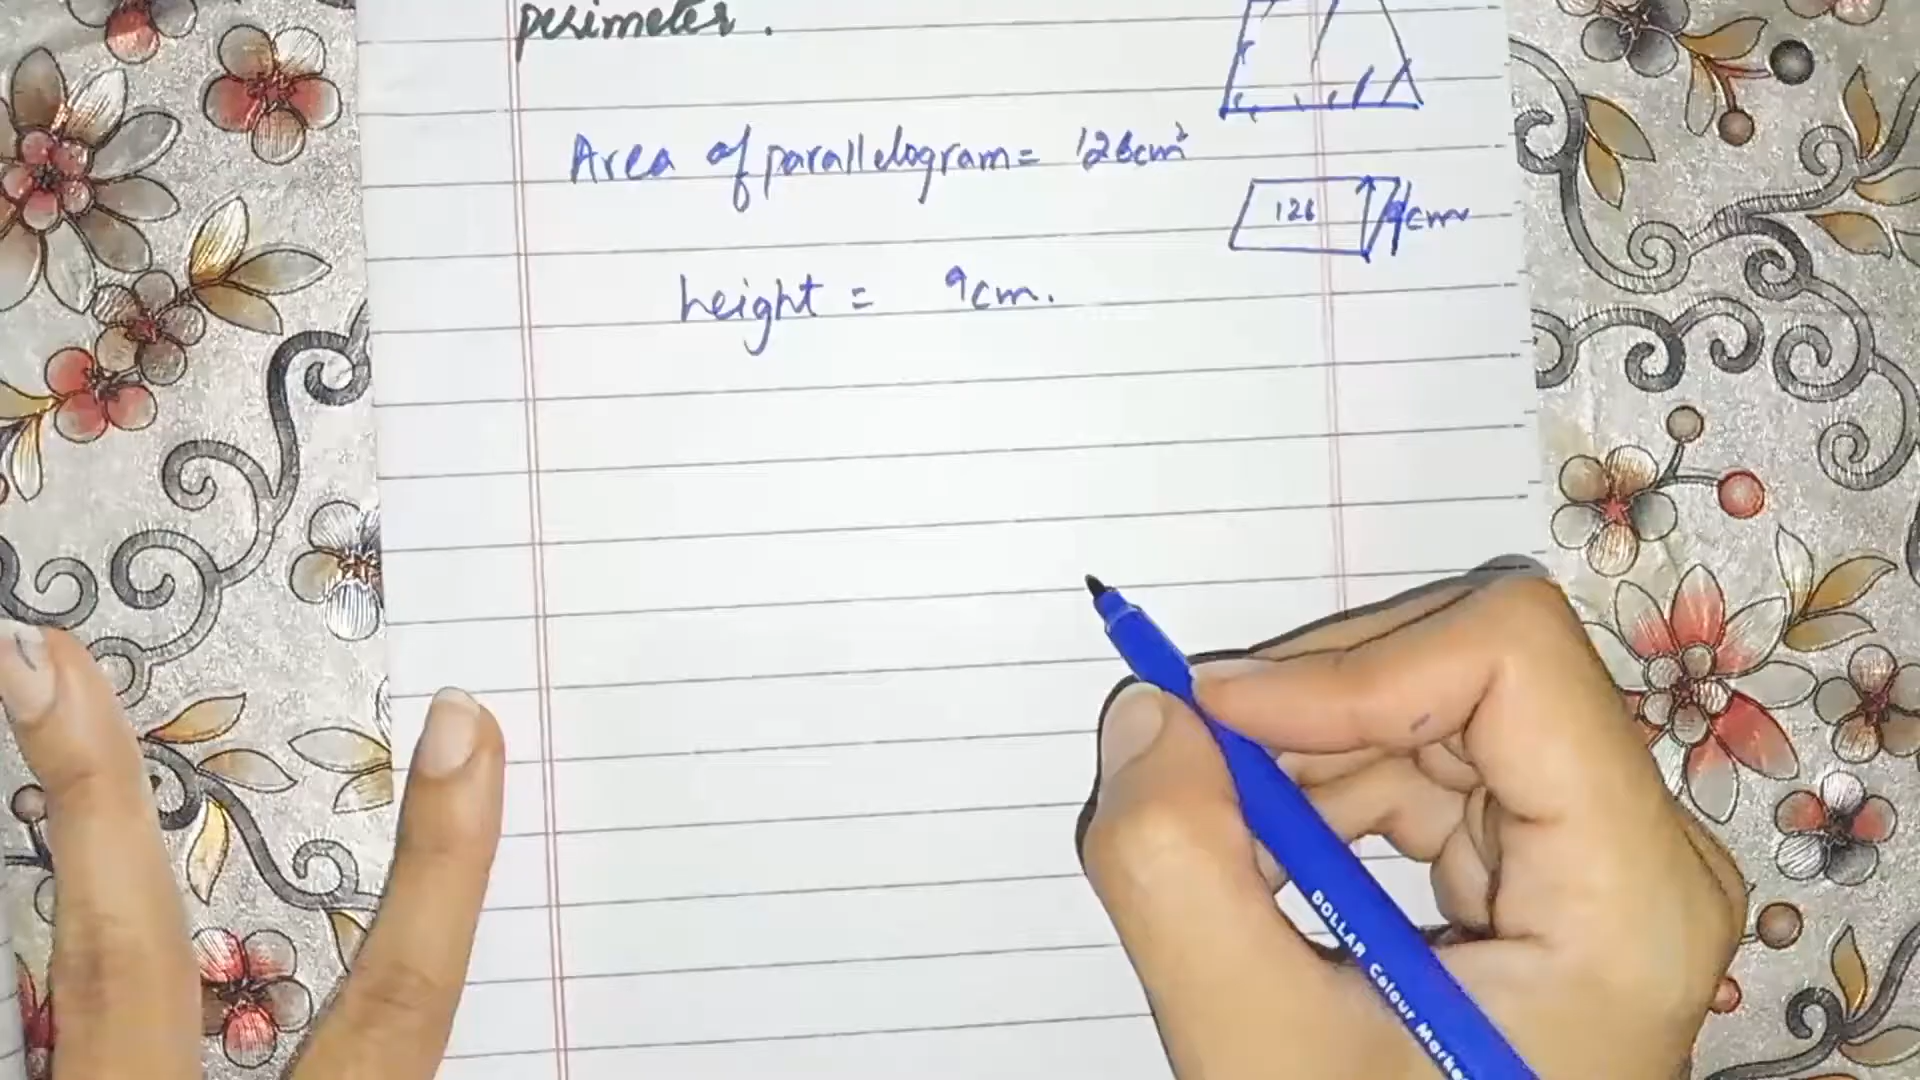 perimeter.
Area of parallelogram = 126cm²
126
9cm
height = 9cm.
DOLLAR Colour Marker